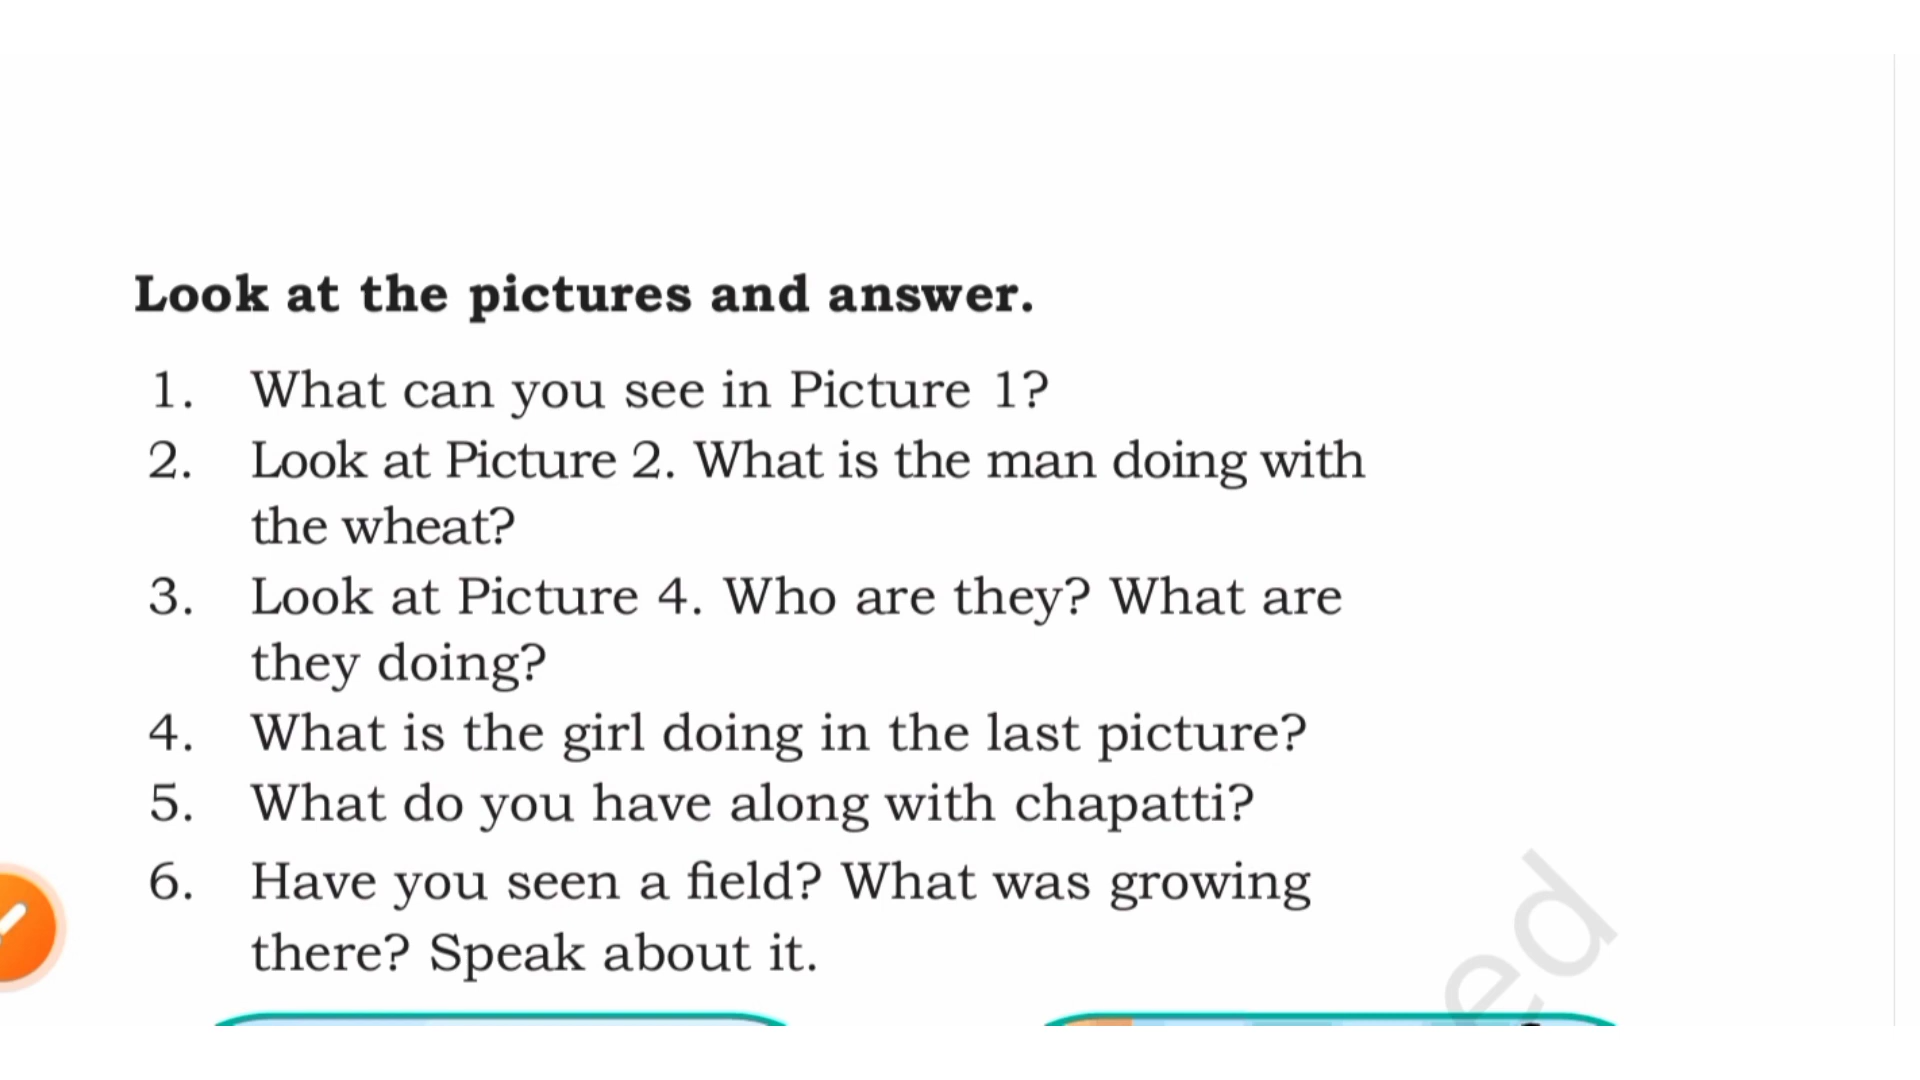 Look at the pictures and answer.
1. What can you see in Picture 1?
2. Look at Picture 2. What is the man doing with
the wheat?
3. Look at Picture 4. Who are they? What are
they doing?
4. What is the girl doing in the last picture?
5. What do you have along with chapatti?
6. Have you seen a field? What was growing
there? Speak about it.
ed